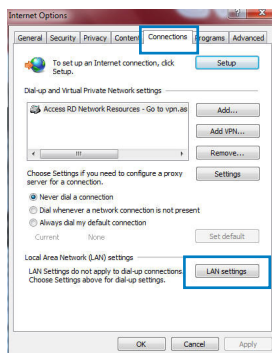 Internet Options
General Security Privacy Content Connections Programs Advanced
To set up an Internet connection, click Setup.
Setup
Dial-up and Virtual Private Network settings
Access RD Network Resources - Go to vpn.as
Add...
Add VPN...
Remove...
Choose Settings if you need to configure a proxy server for a connection.
Settings
Never dial a connection
Dial whenever a network connection is not present
Always dial my default connection
Current None
Set default
Local Area Network (LAN) settings
LAN Settings do not apply to dial-up connections. Choose Settings above for dial-up settings.
LAN settings
OK Cancel Apply